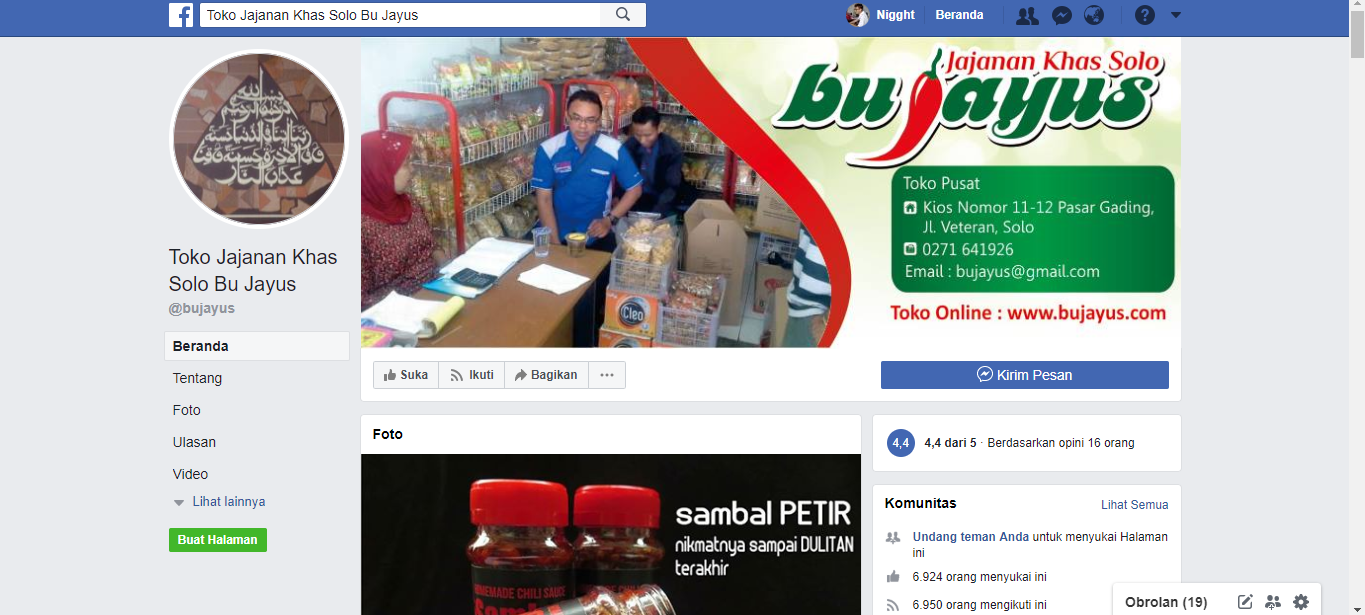 Toko Jajanan Khas Solo Bu Jayus
Nigght
Beranda
Jajanan Khas Solo
bu jayus
Toko Pusat
Kios Nomor 11-12 Pasar Gading,
Jl. Veteran, Solo
0271 641926
Email : bujayus@gmail.com
Toko Online : www.bujayus.com
Cleo
Toko Jajanan Khas
Solo Bu Jayus
@bujayus
Beranda
Tentang
Foto
Ulasan
Video
Lihat lainnya
Buat Halaman
Suka
Ikuti
Bagikan
Kirim Pesan
Foto
sambal PETIR
nikmatnya sampai DULITAN
terakhir
HOMEMADE CHILI SAUCE
4,4
4,4 dari 5 · Berdasarkan opini 16 orang
Komunitas
Lihat Semua
Undang teman Anda untuk menyukai Halaman
ini
6.924 orang menyukai ini
6.950 orang mengikuti ini
Obrolan (19)